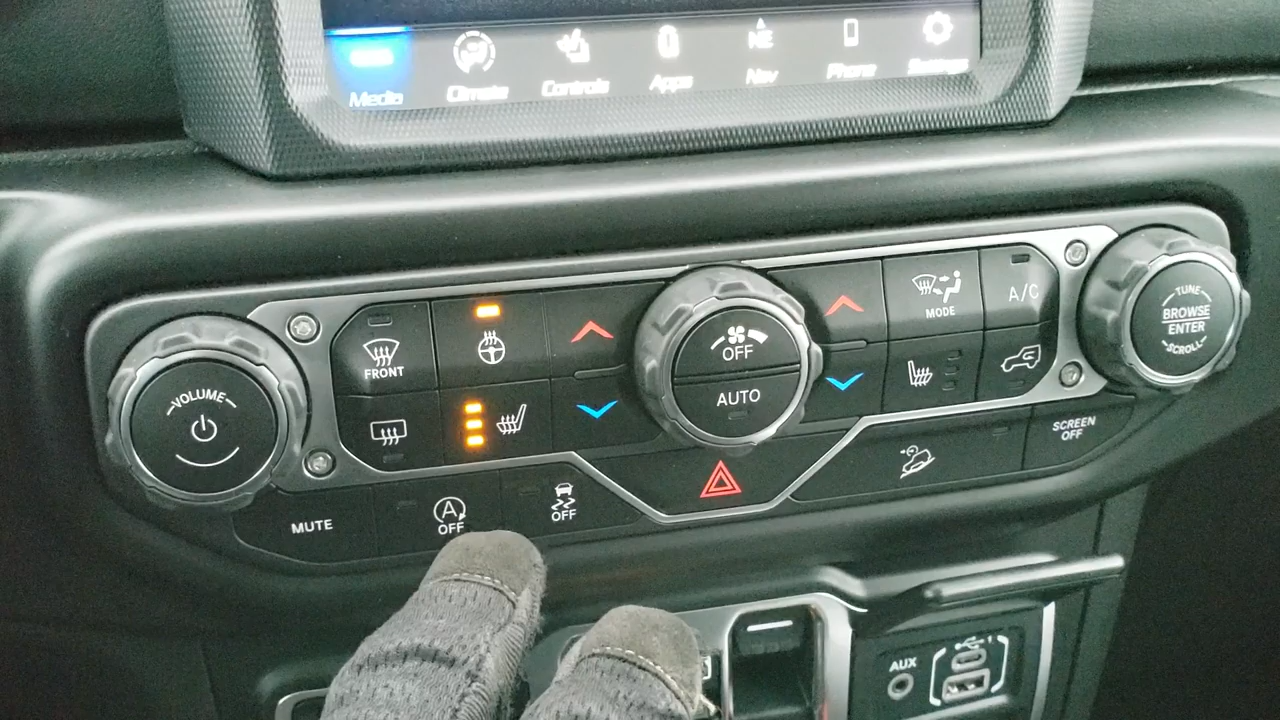 Media
Climate
Controls
Apps
NE
Nav
Phone
Settings
VOLUME
FRONT
OFF
AUTO
MODE
A/C
TUNE
BROWSE
ENTER
SCROLL
MUTE
A
OFF
OFF
SCREEN
OFF
AUX
1